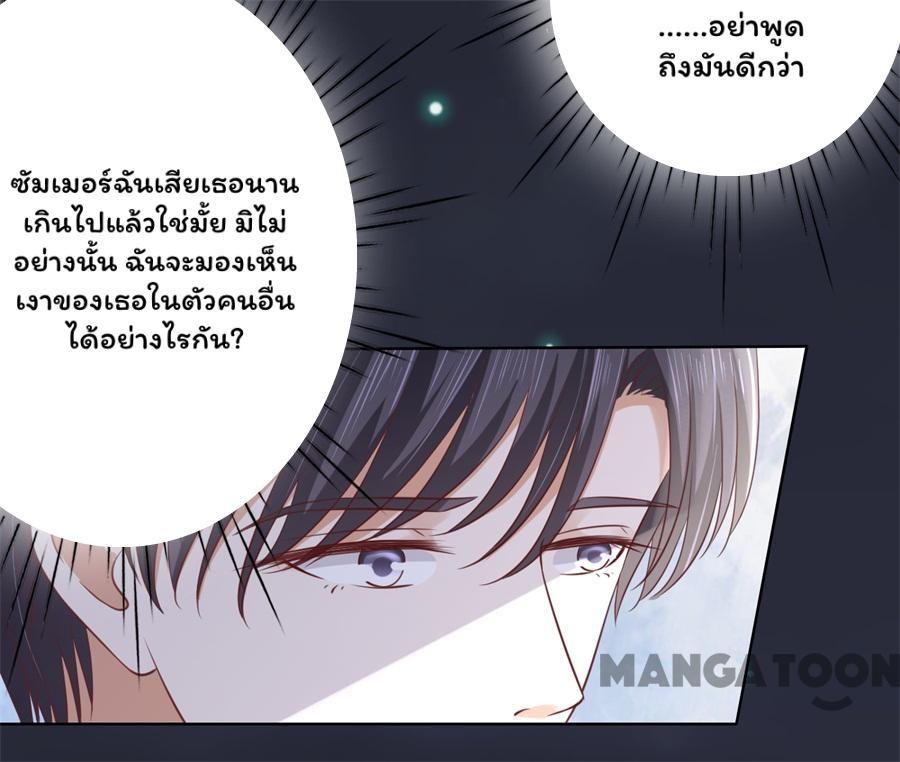 ......อย่าพูด
ถึงมันดีกว่า
ซัมเมอร์ฉันเสียเธอนาน
เกินไปแล้วใช่มั้ย มิไม่
อย่างนั้น ฉันจะมองเห็น
เงาของเธอในตัวคนอื่น
ได้อย่างไรกัน?
MANGATOON